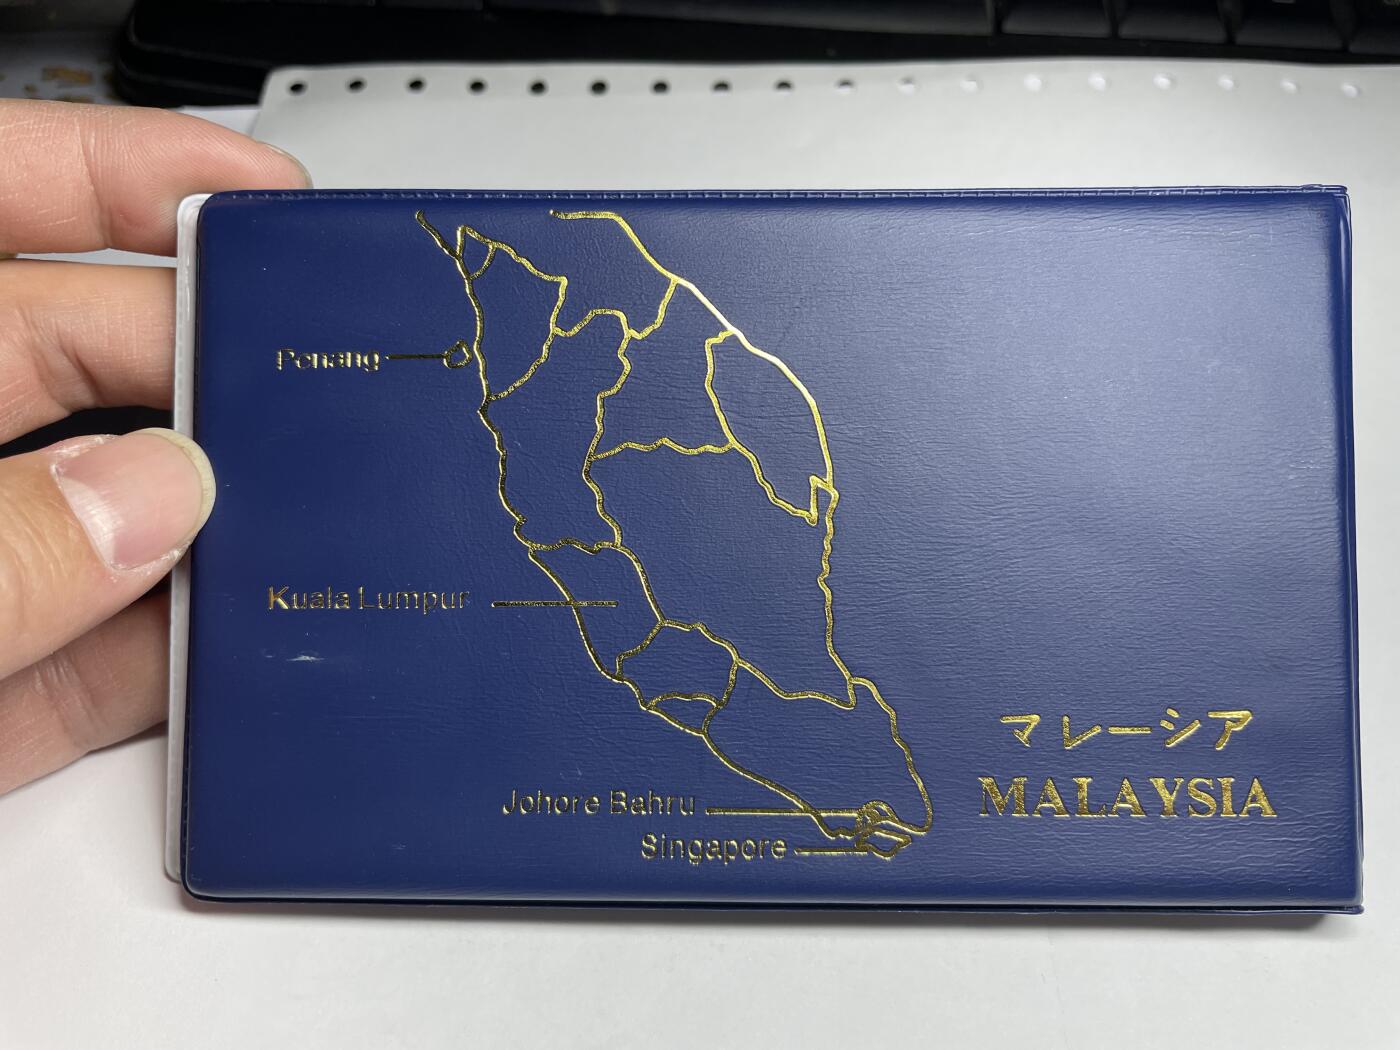 Penang
Kuala Lumpur
Johore Bahru
Singapore
マレーシア
MALAYSIA